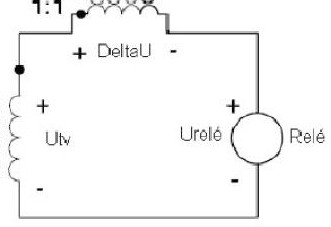 1:1
+ DeltaU -
+ +
Utv Urelé Relé
- -